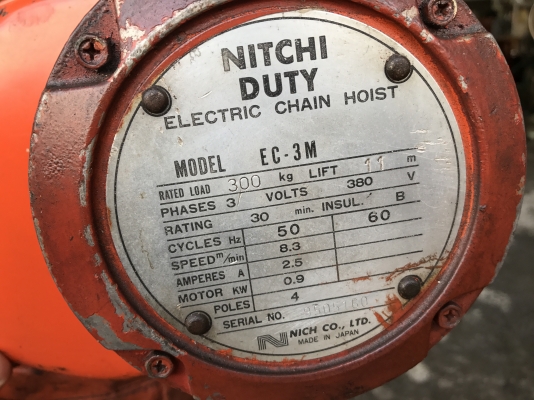 NITCHI
DUTY
ELECTRIC CHAIN HOIST
MODEL EC-3M
RATED LOAD 300 kg LIFT 11 m
PHASES 3 VOLTS 380 V
RATING 30 min. INSUL. B
CYCLES Hz 50 60
SPEED m/min 8.3
AMPERES A 2.5
MOTOR KW 0.9
POLES 4
SERIAL NO.
N NICH CO., LTD.
MADE IN JAPAN